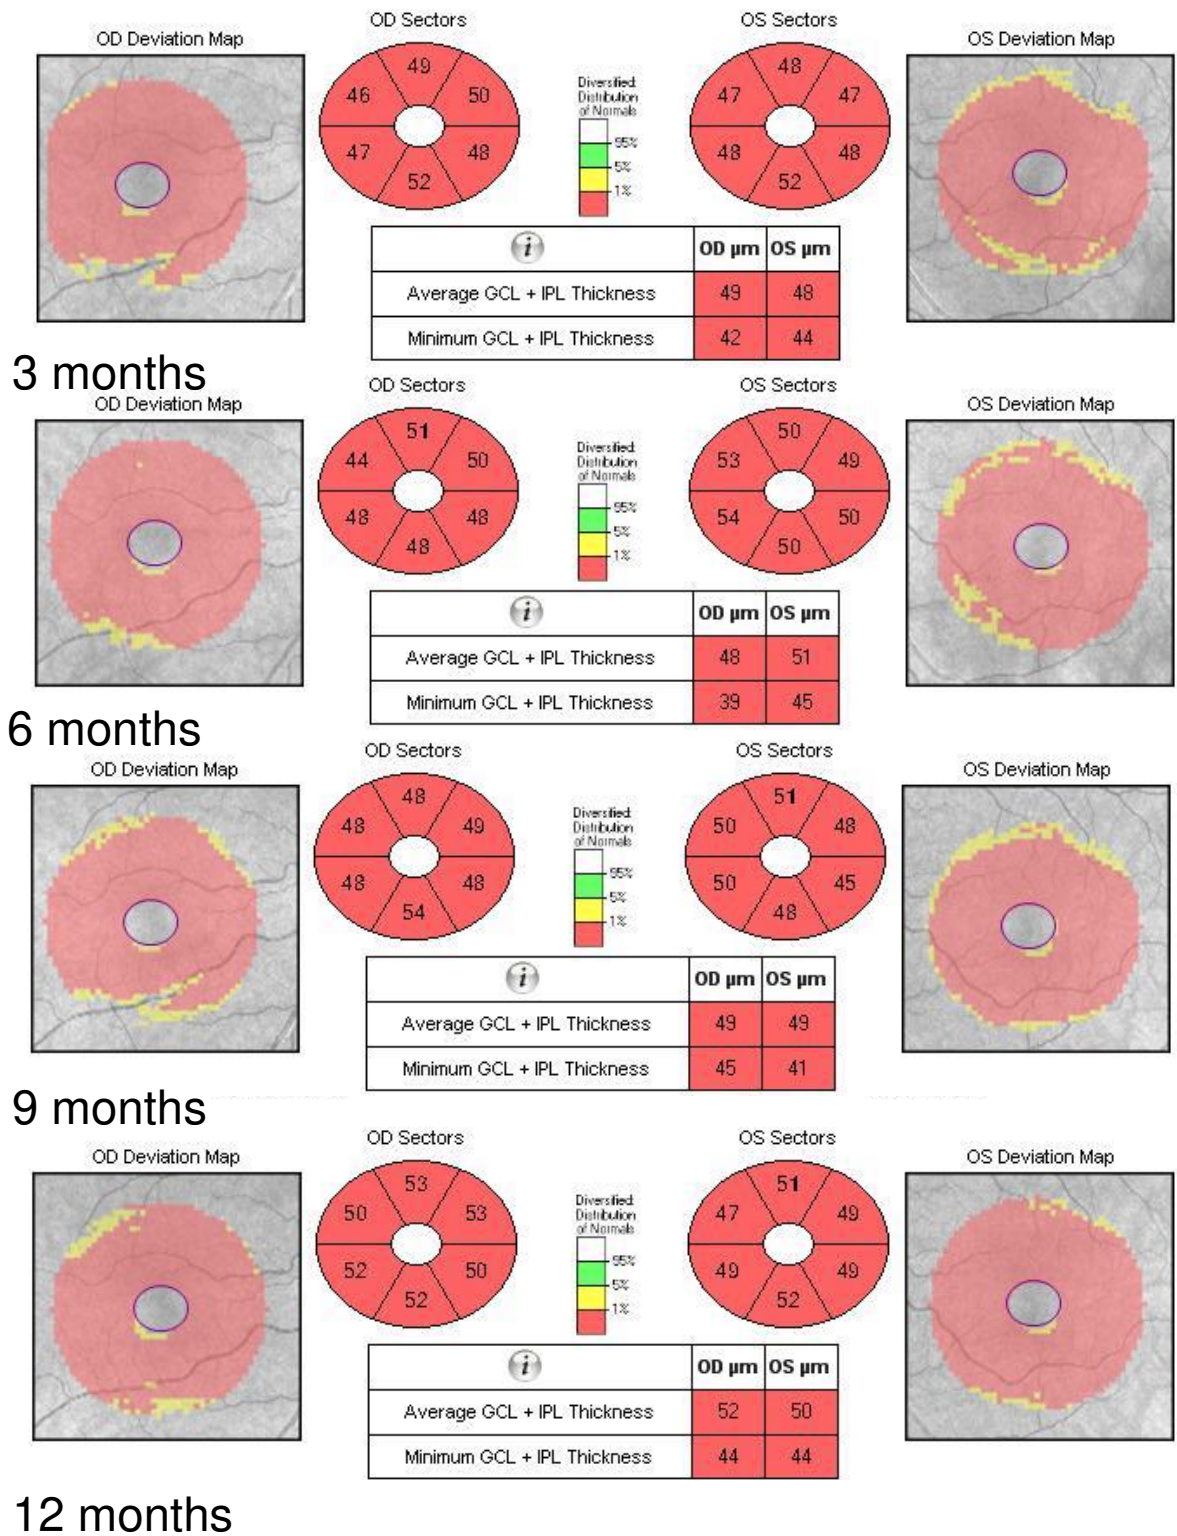 OD Deviation Map
OD Sectors
OS Sectors
OS Deviation Map
49
46 50
47 48
52
Diversified:
Distribution
of Normals
95%
5%
1%
48
47 47
48 48
52
i OD µm OS µm
Average GCL + IPL Thickness 49 48
Minimum GCL + IPL Thickness 42 44
3 months
OD Deviation Map
OD Sectors
OS Sectors
OS Deviation Map
51
44 50
48 48
48
Diversified:
Distribution
of Normals
95%
5%
1%
50
53 49
54 50
50
i OD µm OS µm
Average GCL + IPL Thickness 48 51
Minimum GCL + IPL Thickness 39 45
6 months
OD Deviation Map
OD Sectors
OS Sectors
OS Deviation Map
48
48 49
48 48
54
Diversified:
Distribution
of Normals
95%
5%
1%
51
50 48
50 45
48
i OD µm OS µm
Average GCL + IPL Thickness 49 49
Minimum GCL + IPL Thickness 45 41
9 months
OD Deviation Map
OD Sectors
OS Sectors
OS Deviation Map
53
50 53
52 50
52
Diversified:
Distribution
of Normals
95%
5%
1%
51
47 49
49 49
52
i OD µm OS µm
Average GCL + IPL Thickness 52 50
Minimum GCL + IPL Thickness 44 44
12 months